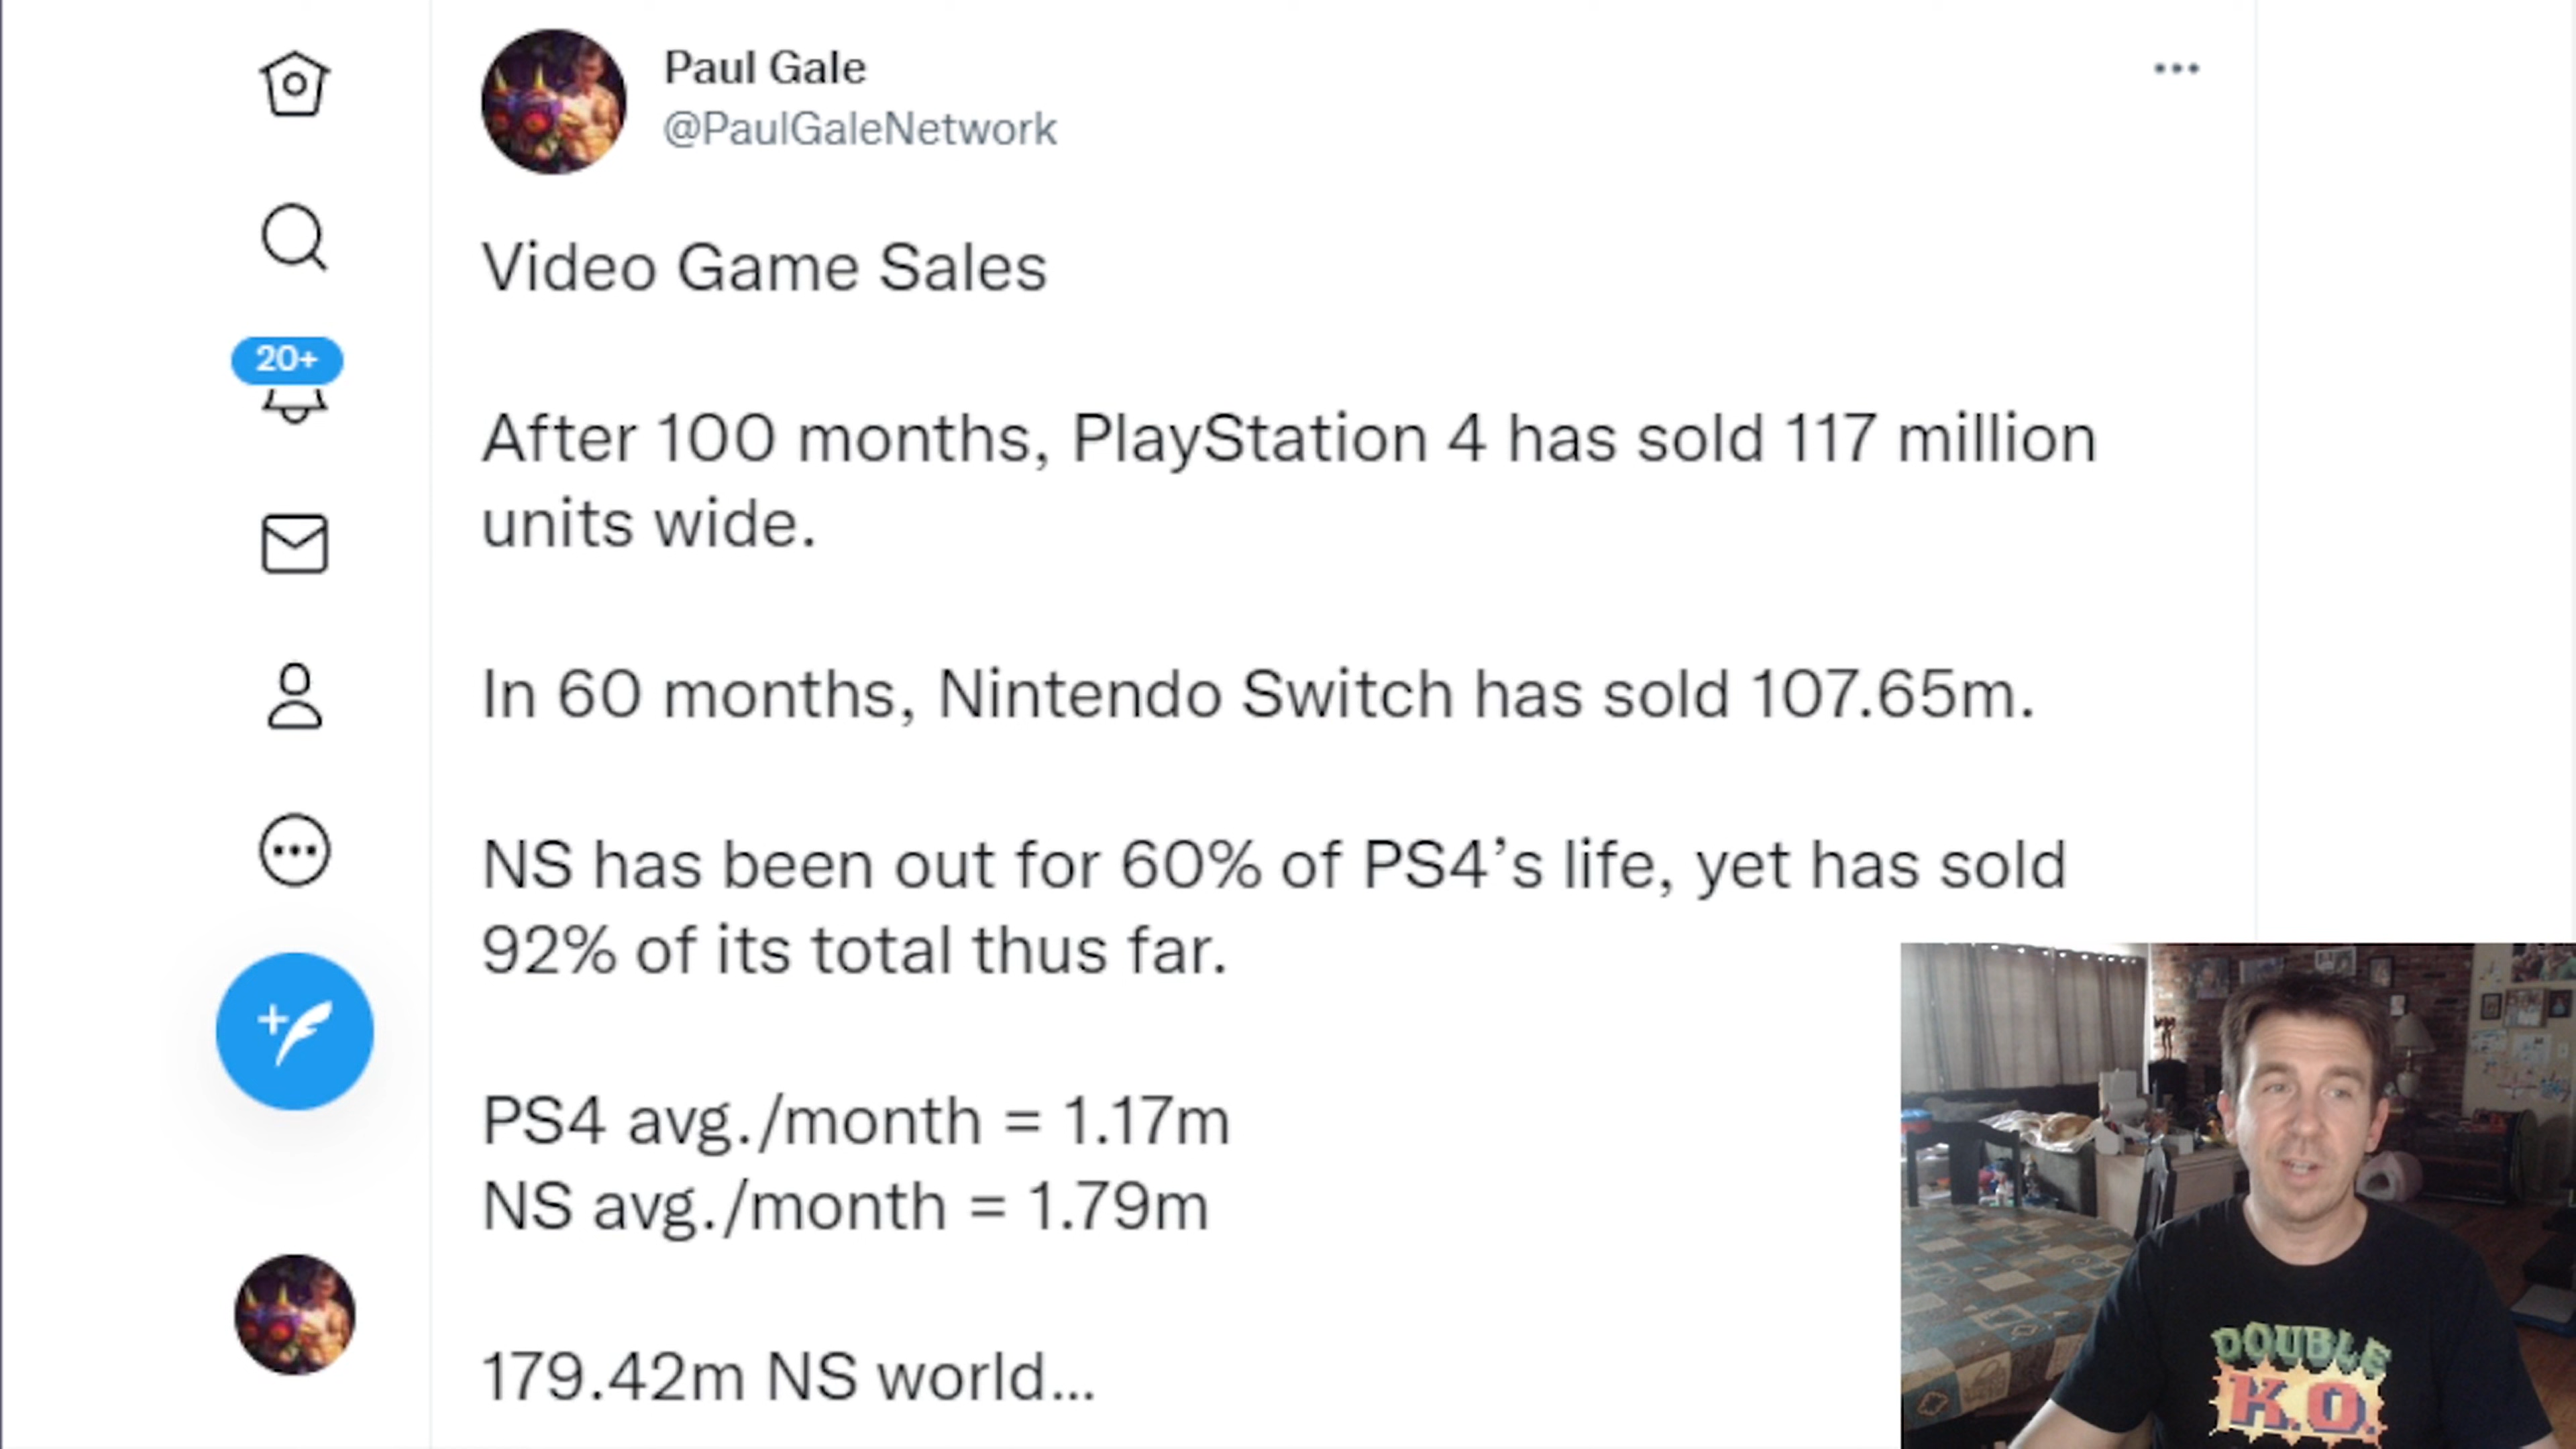 Paul Gale
@PaulGaleNetwork
Video Game Sales
20+
After 100 months, PlayStation 4 has sold 117 million
units wide.
In 60 months, Nintendo Switch has sold 107.65m.
NS has been out for 60% of PS4’s life, yet has sold
92% of its total thus far.
PS4 avg./month = 1.17m
NS avg./month = 1.79m
179.42m NS world...
DOUBLE
K.O.